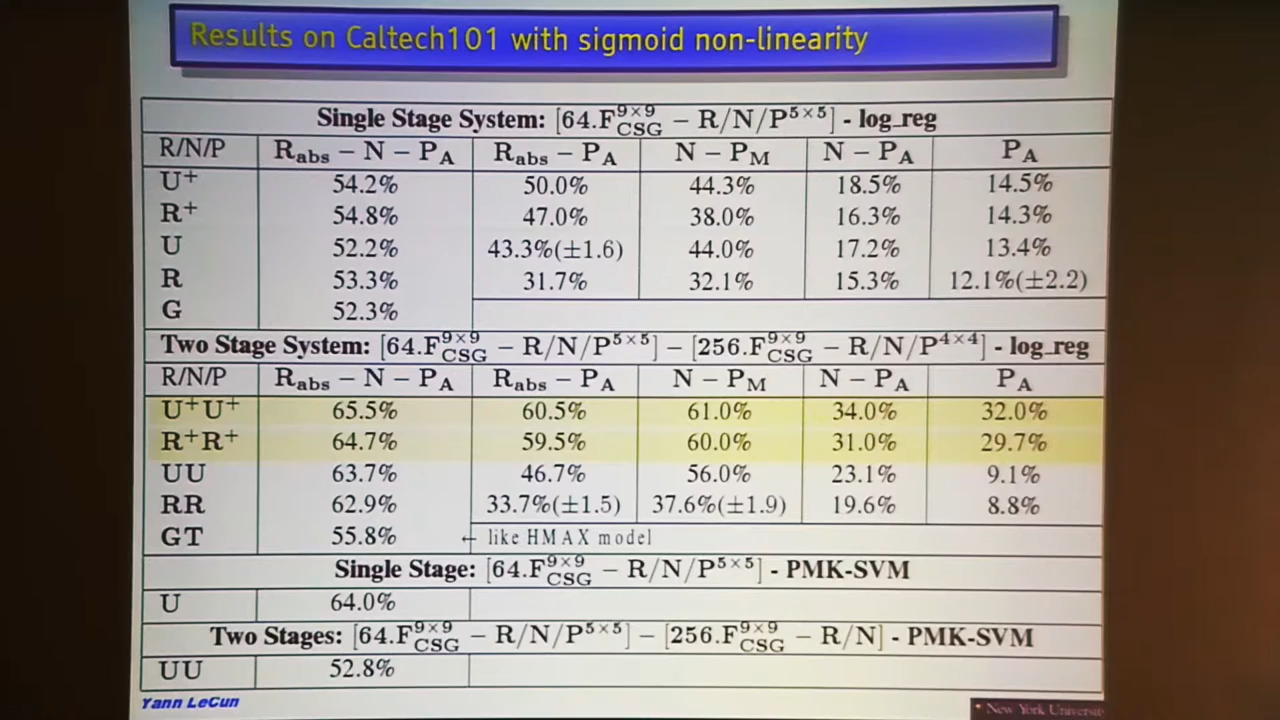 Results on Caltech101 with sigmoid non-linearity
Single Stage System: [64.F^{9×9}_{CSG} − R/N/P^{5×5}] - log_reg
R/N/P R_{abs} − N − P_A R_{abs} − P_A N − P_M N − P_A P_A
U⁺ 54.2% 50.0% 44.3% 18.5% 14.5%
R⁺ 54.8% 47.0% 38.0% 16.3% 14.3%
U 52.2% 43.3%(±1.6) 44.0% 17.2% 13.4%
R 53.3% 31.7% 32.1% 15.3% 12.1%(±2.2)
G 52.3%
Two Stage System: [64.F^{9×9}_{CSG} − R/N/P^{5×5}] − [256.F^{9×9}_{CSG} − R/N/P^{4×4}] - log_reg
R/N/P R_{abs} − N − P_A R_{abs} − P_A N − P_M N − P_A P_A
U⁺U⁺ 65.5% 60.5% 61.0% 34.0% 32.0%
R⁺R⁺ 64.7% 59.5% 60.0% 31.0% 29.7%
UU 63.7% 46.7% 56.0% 23.1% 9.1%
RR 62.9% 33.7%(±1.5) 37.6%(±1.9) 19.6% 8.8%
GT 55.8% ← like HMAX model
Single Stage: [64.F^{9×9}_{CSG} − R/N/P^{5×5}] - PMK-SVM
U 64.0%
Two Stages: [64.F^{9×9}_{CSG} − R/N/P^{5×5}] − [256.F^{9×9}_{CSG} − R/N] - PMK-SVM
UU 52.8%
Yann LeCun
New York